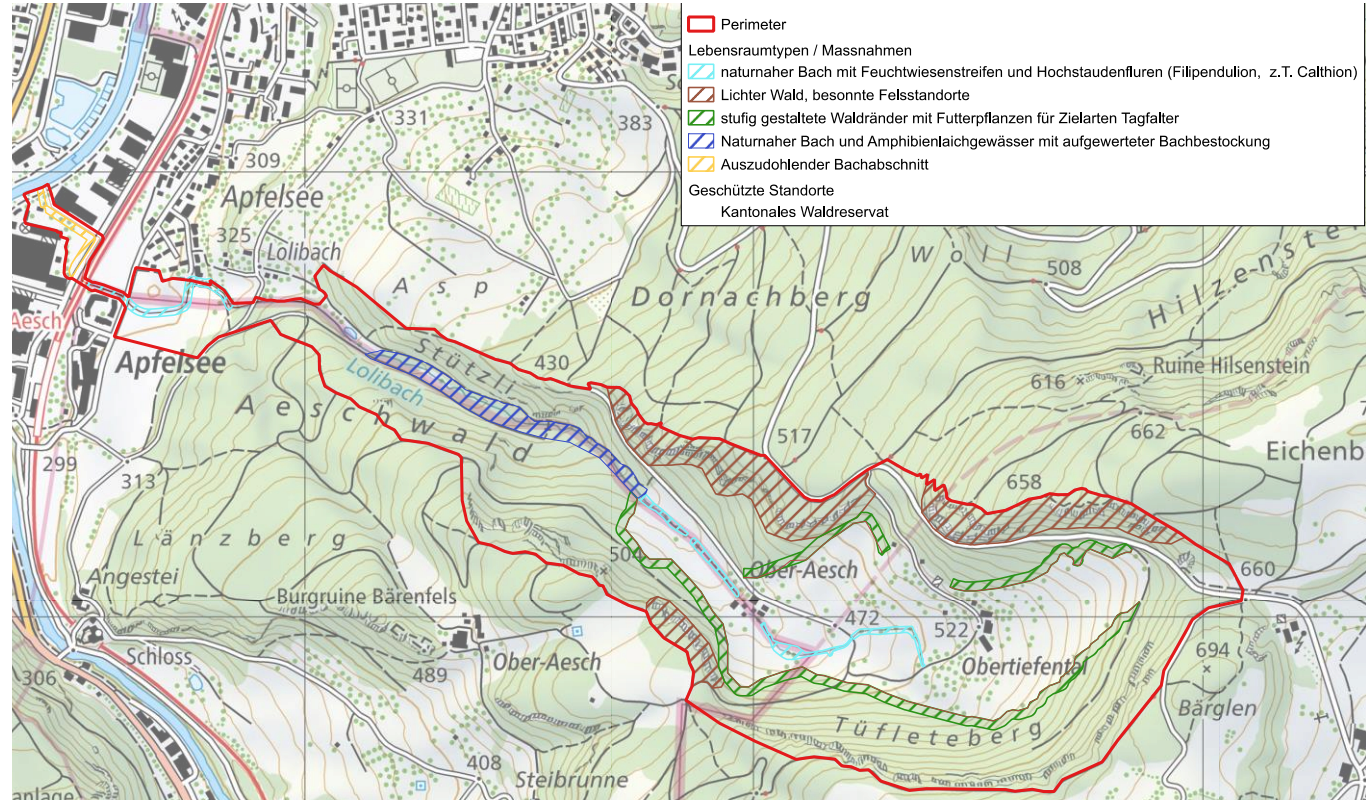 Perimeter
Lebensraumtypen / Massnahmen
naturnaher Bach mit Feuchtwiesenstreifen und Hochstaudenfluren (Filipendulion, z.T. Calthion)
Lichter Wald, besonnte Felsstandorte
stufig gestaltete Waldränder mit Futterpflanzen für Zielarten Tagfalter
Naturnaher Bach und Amphibienlaichgewässer mit aufgewerteter Bachbestockung
Auszudohlender Bachabschnitt
Geschützte Standorte
Kantonales Waldreservat
331
383
309
Apfelsee
325
Lolibach
Asp
Woll
508
Dornachberg
Hilzenstei
Aesch
Apfelsee
Stützli
430
Lolibach
Ruine Hilsenstein
616
Aeschwald
517
662
Eichenb
299
313
658
Länzberg
504
Ober-Aesch
660
Angestei
Burgruine Bärenfels
472
522
Schloss
Ober-Aesch
Obertiefental
694
306
489
Bärglen
Tüfleteberg
408
Steibrunne
anlage